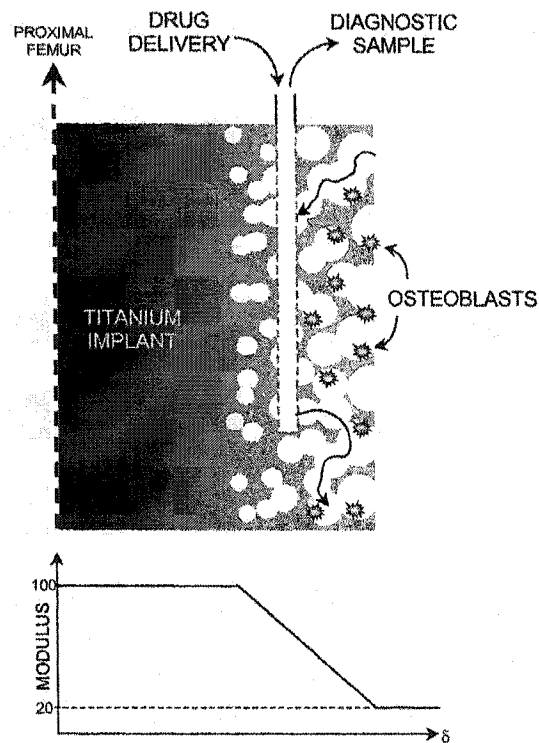 PROXIMAL
FEMUR
DRUG
DELIVERY
DIAGNOSTIC
SAMPLE
TITANIUM
IMPLANT
OSTEOBLASTS
100
MODULUS
20
δ